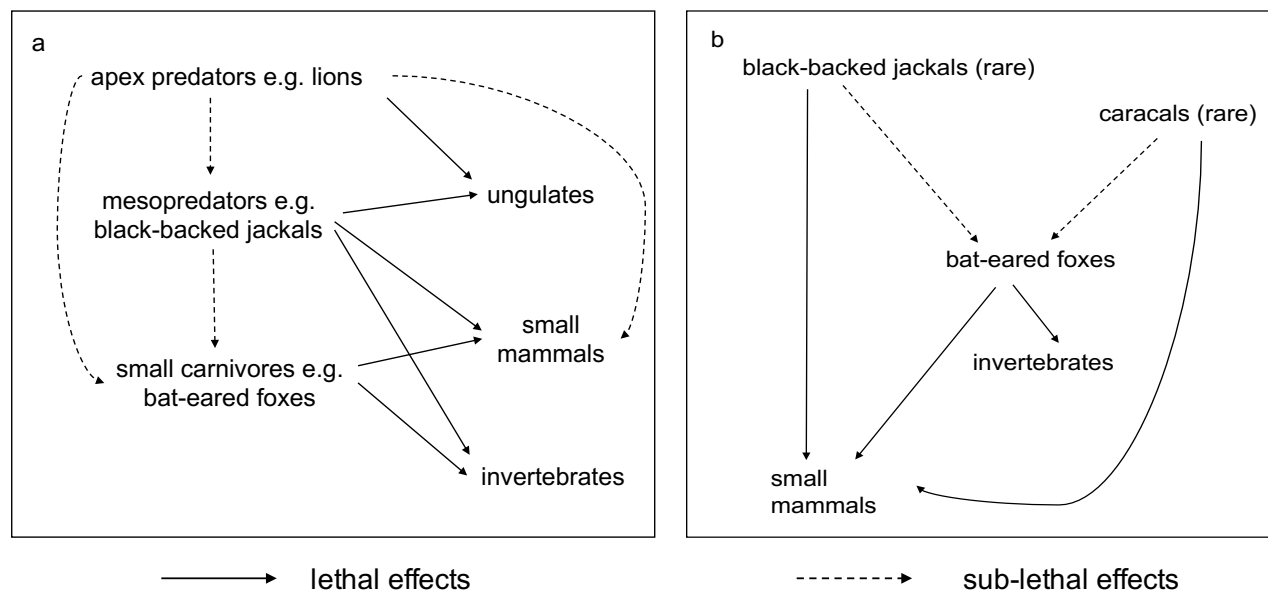 a
apex predators e.g. lions
mesopredators e.g.
black-backed jackals
ungulates
small
mammals
small carnivores e.g.
bat-eared foxes
invertebrates
b
black-backed jackals (rare)
caracals (rare)
bat-eared foxes
invertebrates
small
mammals
lethal effects
sub-lethal effects